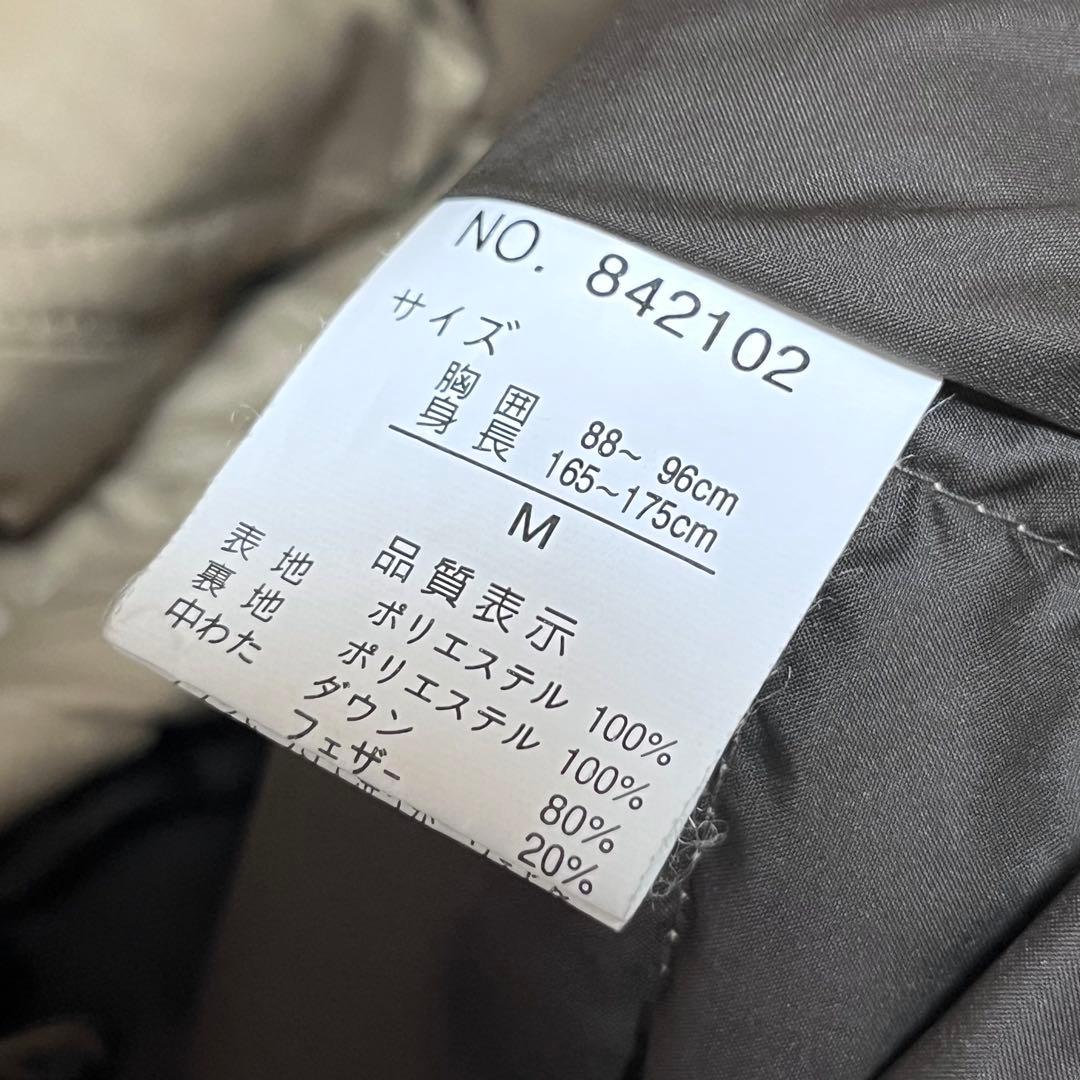 NO. 842102
サイズ
胸囲 88~ 96cm
身長 165~175cm
M
品質表示
表地 ポリエステル 100%
裏地 ポリエステル 100%
中わた ダウン 80%
フェザー 20%